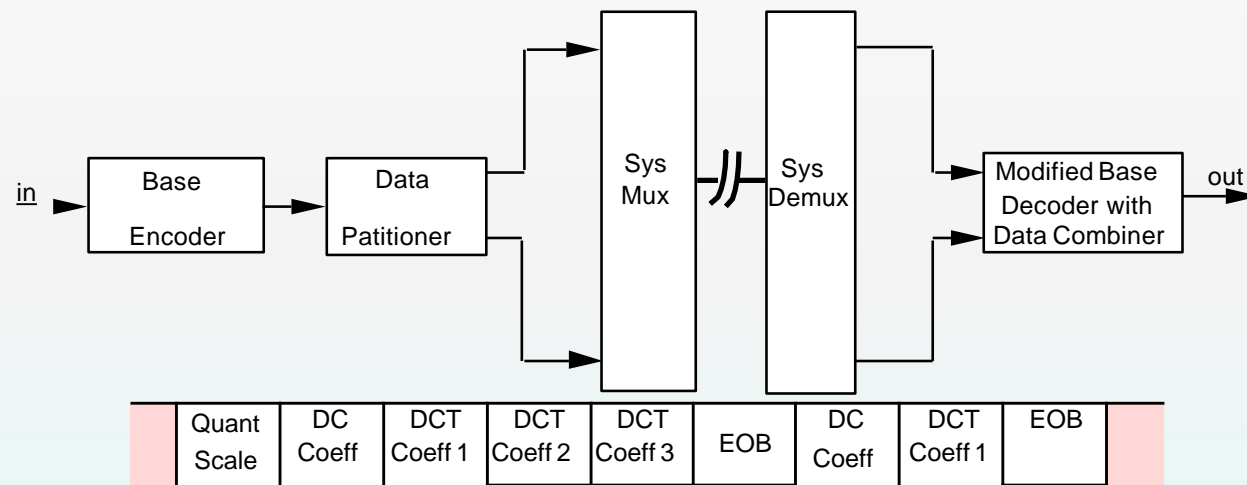 in
Base
Encoder
Data
Patitioner
Sys
Mux
Sys
Demux
Modified Base
Decoder with
Data Combiner
out
Quant
Scale
DC
Coeff
DCT
Coeff 1
DCT
Coeff 2
DCT
Coeff 3
EOB
DC
Coeff
DCT
Coeff 1
EOB